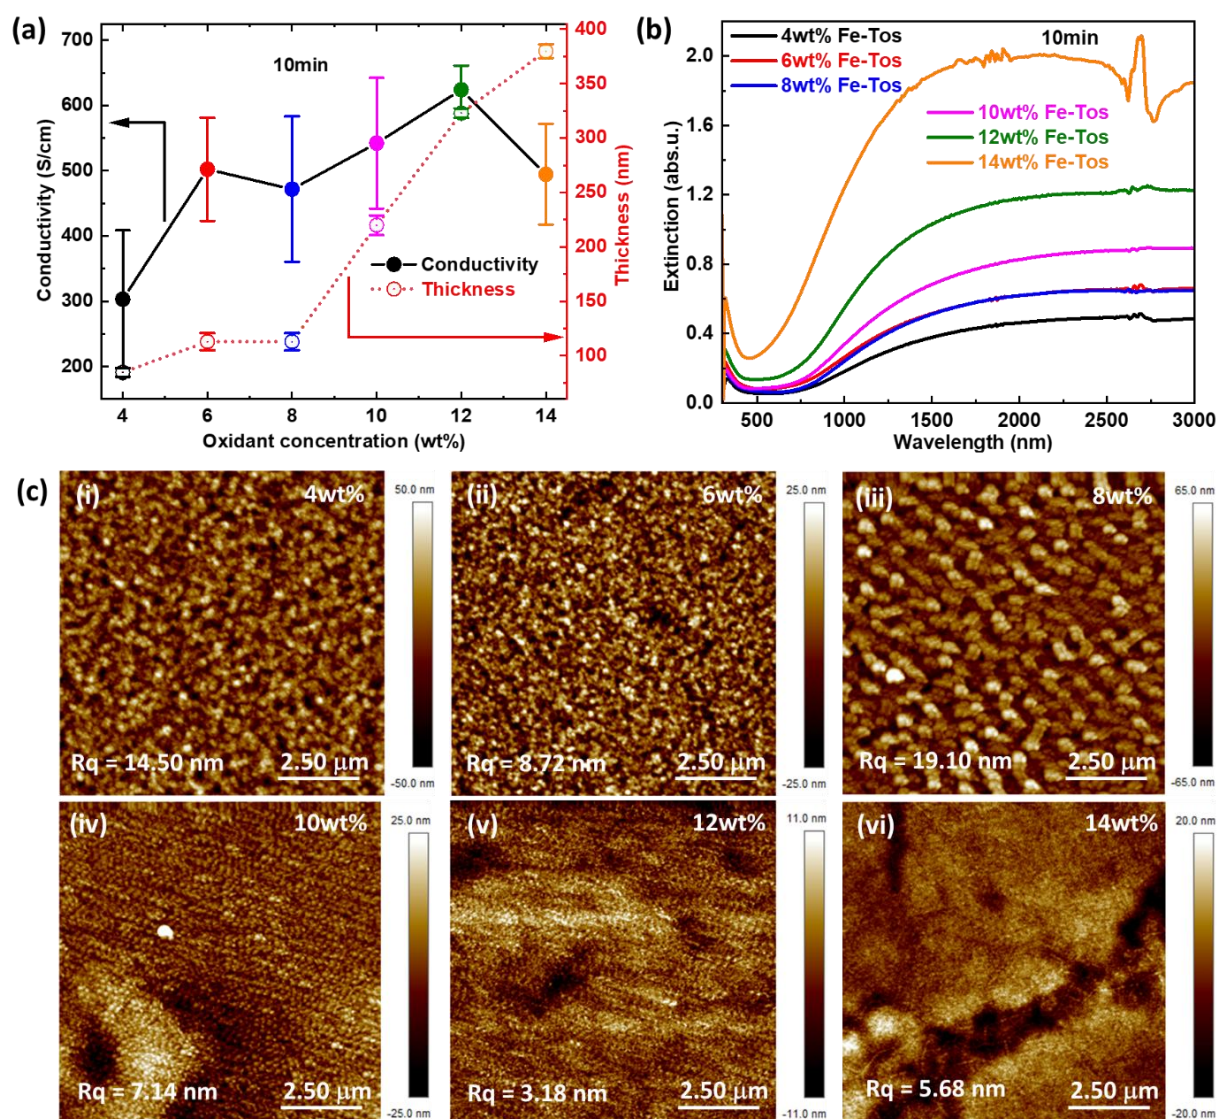 (a)
700
600
500
400
300
200
Conductivity (S/cm)
10min
Conductivity
Thickness
400
350
300
250
200
150
100
Thickness (nm)
4
6
8
10
12
14
Oxidant concentration (wt%)
(b)
2.0
1.6
1.2
0.8
0.4
0.0
Extinction (abs.u.)
4wt% Fe-Tos
6wt% Fe-Tos
8wt% Fe-Tos
10min
10wt% Fe-Tos
12wt% Fe-Tos
14wt% Fe-Tos
500
1000
1500
2000
2500
3000
Wavelength (nm)
(c)
(i)
4wt%
Rq = 14.50 nm
2.50 μm
50.0 nm
-50.0 nm
(ii)
6wt%
Rq = 8.72 nm
2.50 μm
25.0 nm
-25.0 nm
(iii)
8wt%
Rq = 19.10 nm
2.50 μm
65.0 nm
-65.0 nm
(iv)
10wt%
Rq = 7.14 nm
2.50 μm
25.0 nm
-25.0 nm
(v)
12wt%
Rq = 3.18 nm
2.50 μm
11.0 nm
-11.0 nm
(vi)
14wt%
Rq = 5.68 nm
2.50 μm
20.0 nm
-20.0 nm